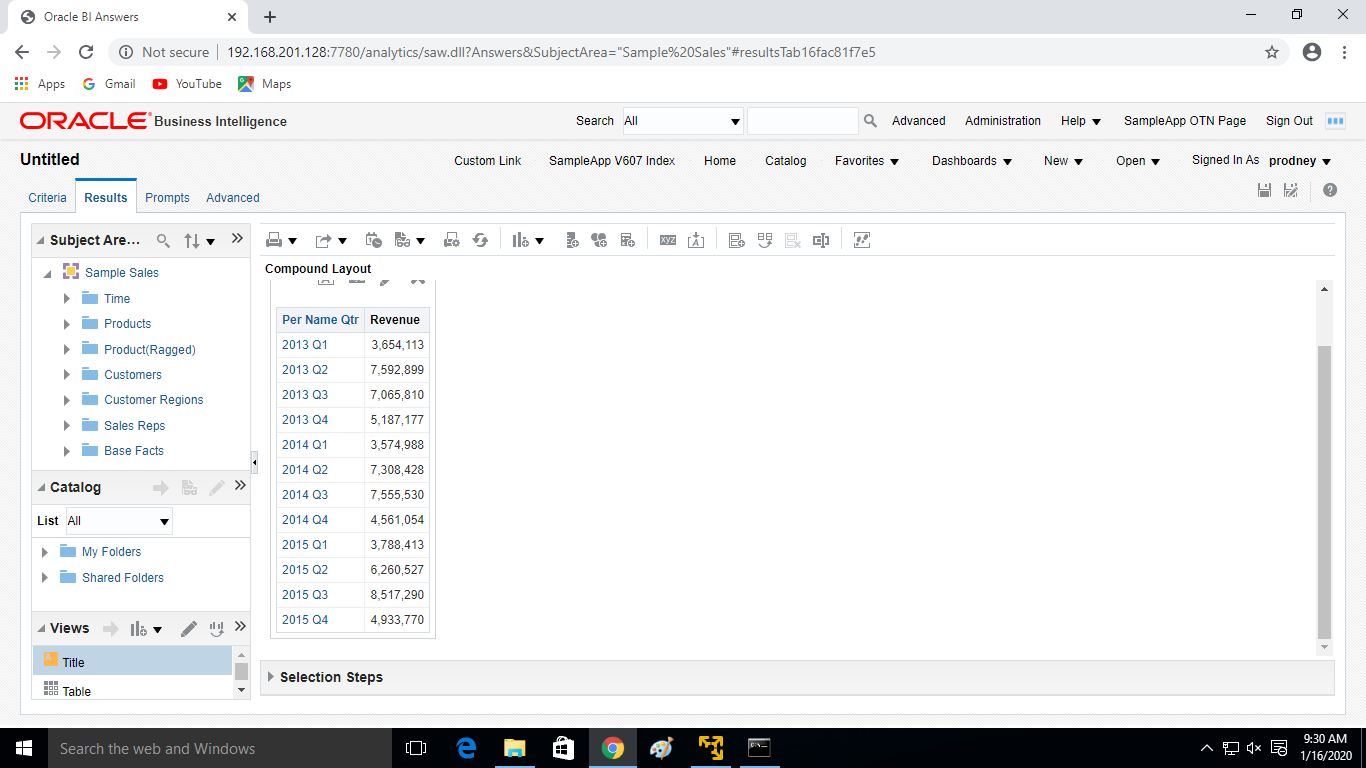 Oracle BI Answers
Not secure 192.168.201.128:7780/analytics/saw.dll?Answers&SubjectArea="Sample%20Sales"#resultsTab16fac81f7e5
Apps Gmail YouTube Maps
ORACLE Business Intelligence
Search All Advanced Administration Help SampleApp OTN Page Sign Out
Untitled
Custom Link SampleApp V607 Index Home Catalog Favorites Dashboards New Open Signed In As prodney
Criteria Results Prompts Advanced
Subject Are...
Sample Sales
Time
Products
Product(Ragged)
Customers
Customer Regions
Sales Reps
Base Facts
Catalog
List All
My Folders
Shared Folders
Views
Title
Table
xyz
Compound Layout
Per Name Qtr Revenue
2013 Q1 3,654,113
2013 Q2 7,592,899
2013 Q3 7,065,810
2013 Q4 5,187,177
2014 Q1 3,574,988
2014 Q2 7,308,428
2014 Q3 7,555,530
2014 Q4 4,561,054
2015 Q1 3,788,413
2015 Q2 6,260,527
2015 Q3 8,517,290
2015 Q4 4,933,770
Selection Steps
Search the web and Windows
9:30 AM
1/16/2020